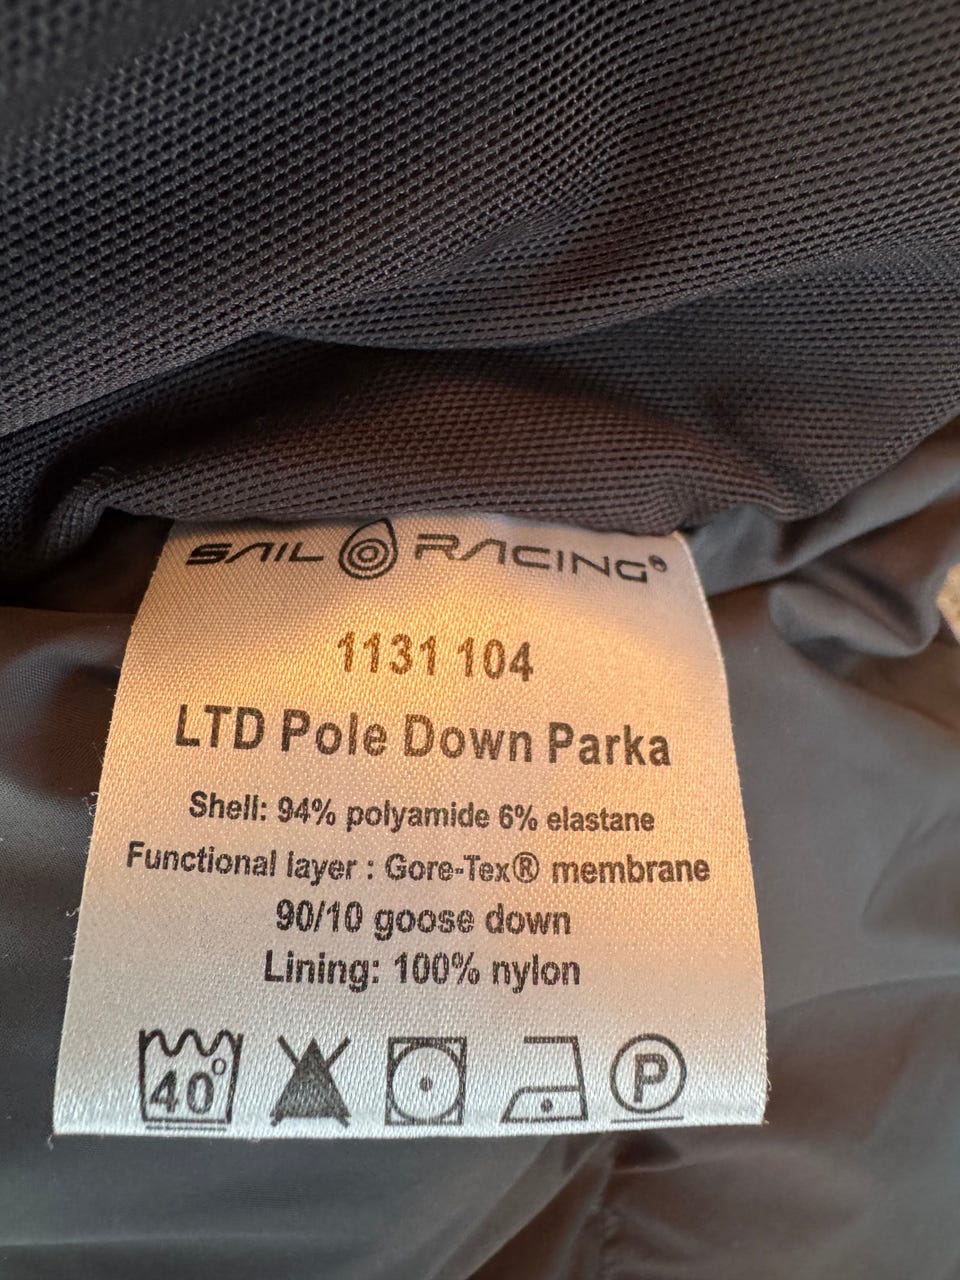 SAIL RACING®
1131 104
LTD Pole Down Parka
Shell: 94% polyamide 6% elastane
Functional layer : Gore-Tex® membrane
90/10 goose down
Lining: 100% nylon
40° P